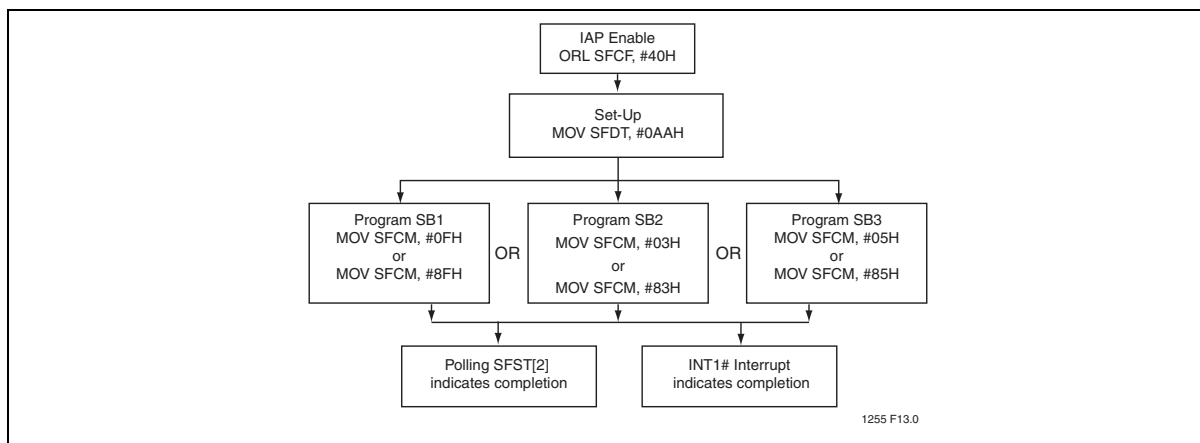 IAP Enable
ORL SFCF, #40H
Set-Up
MOV SFDT, #0AAH
Program SB1
MOV SFCM, #0FH
or
MOV SFCM, #8FH
OR
Program SB2
MOV SFCM, #03H
or
MOV SFCM, #83H
OR
Program SB3
MOV SFCM, #05H
or
MOV SFCM, #85H
Polling SFST[2]
indicates completion
INT1# Interrupt
indicates completion
1255 F13.0